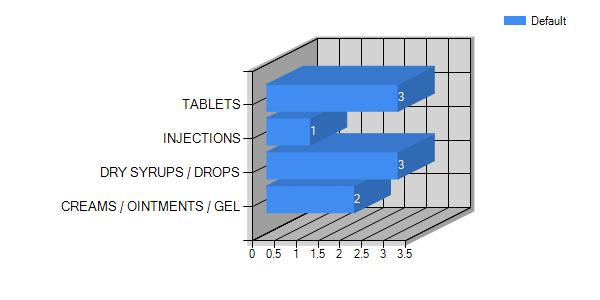 Default
TABLETS
3
INJECTIONS
1
DRY SYRUPS / DROPS
3
CREAMS / OINTMENTS / GEL
2
0 0.5 1 1.5 2 2.5 3 3.5